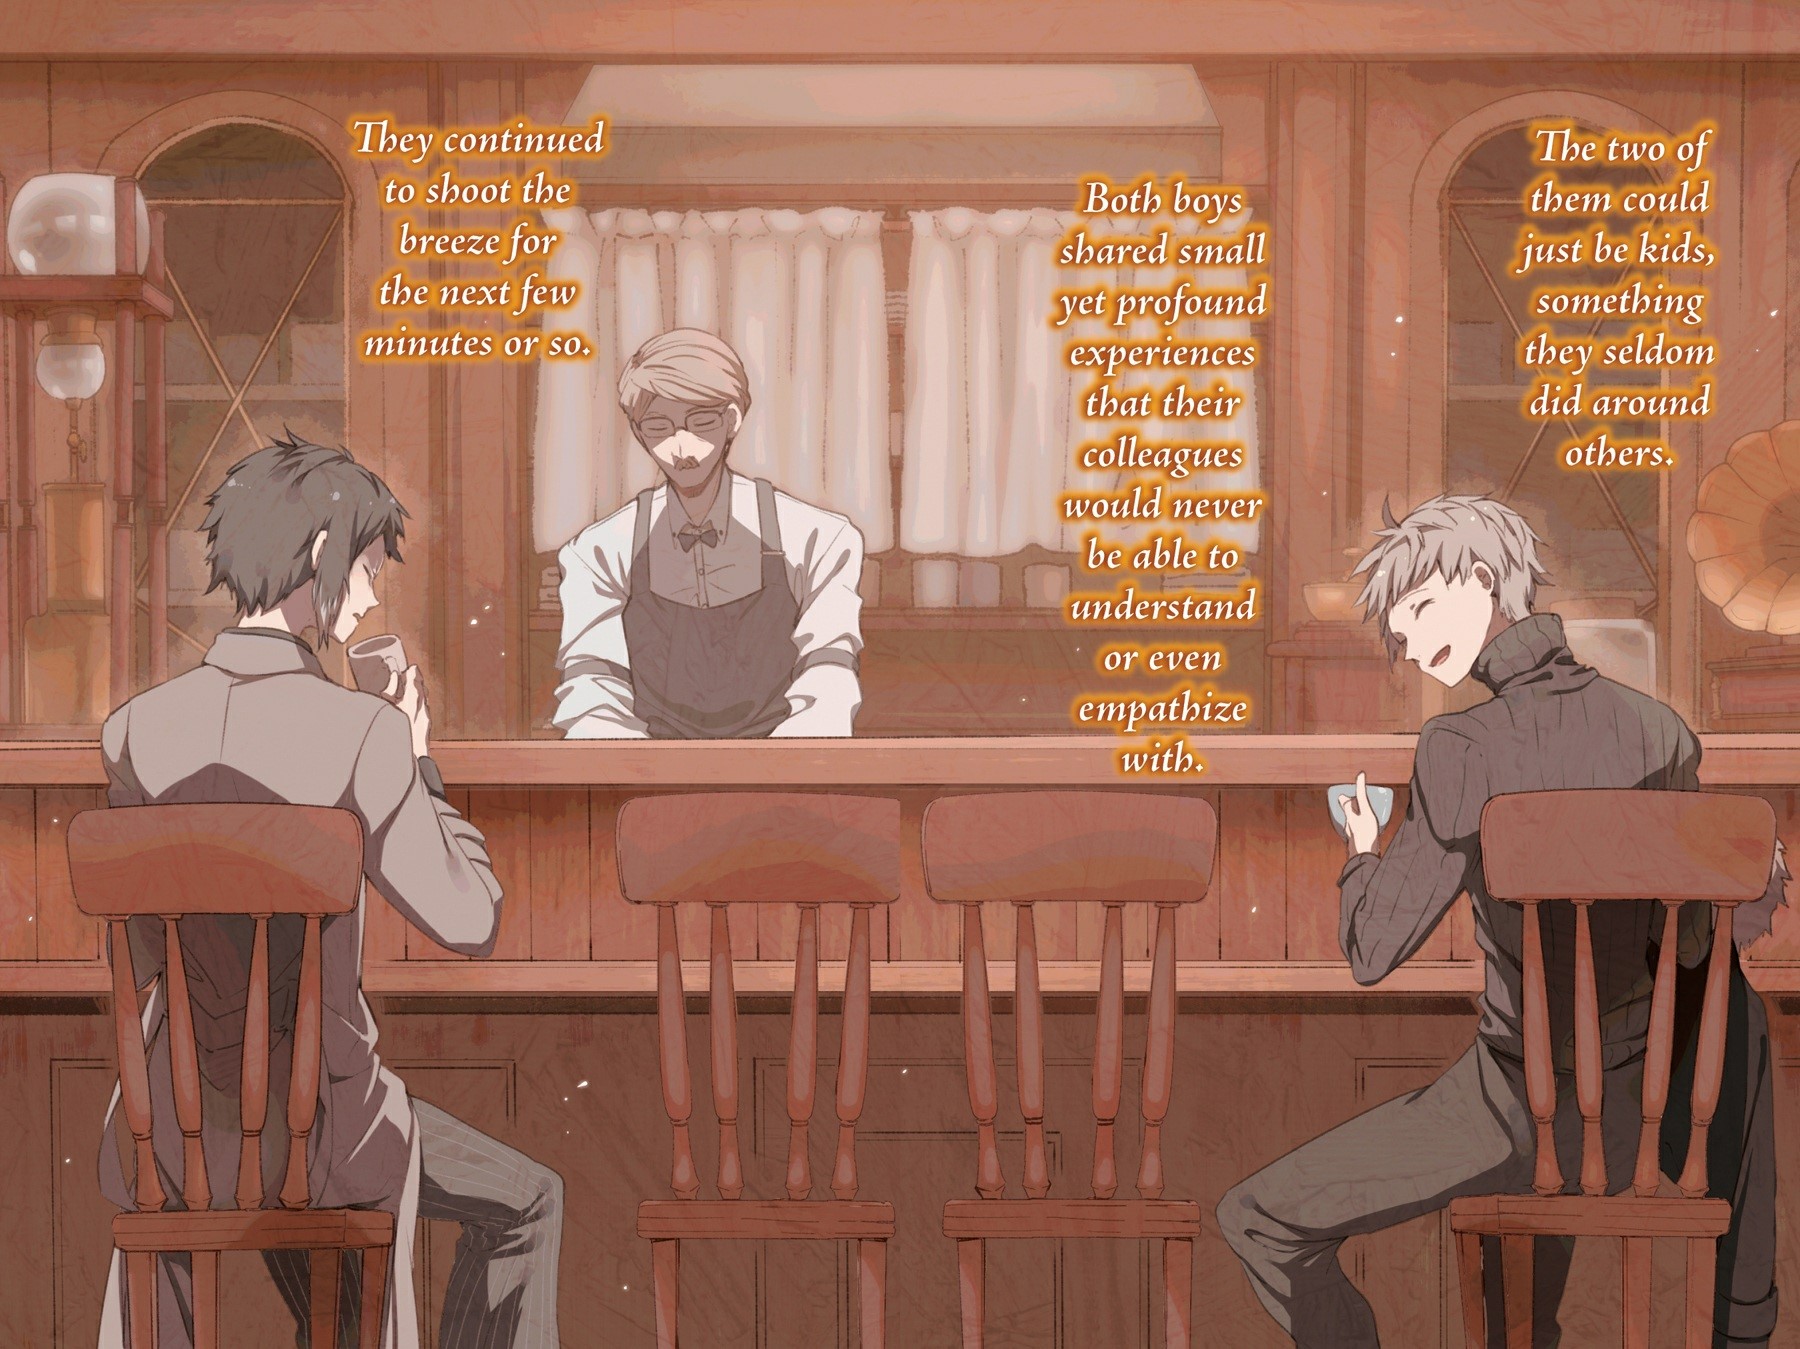 They continued
to shoot the
breeze for
the next few
minutes or so.
Both boys
shared small
yet profound
experiences
that their
colleagues
would never
be able to
understand
or even
empathize
with.
The two of
them could
just be kids,
something
they seldom
did around
others.